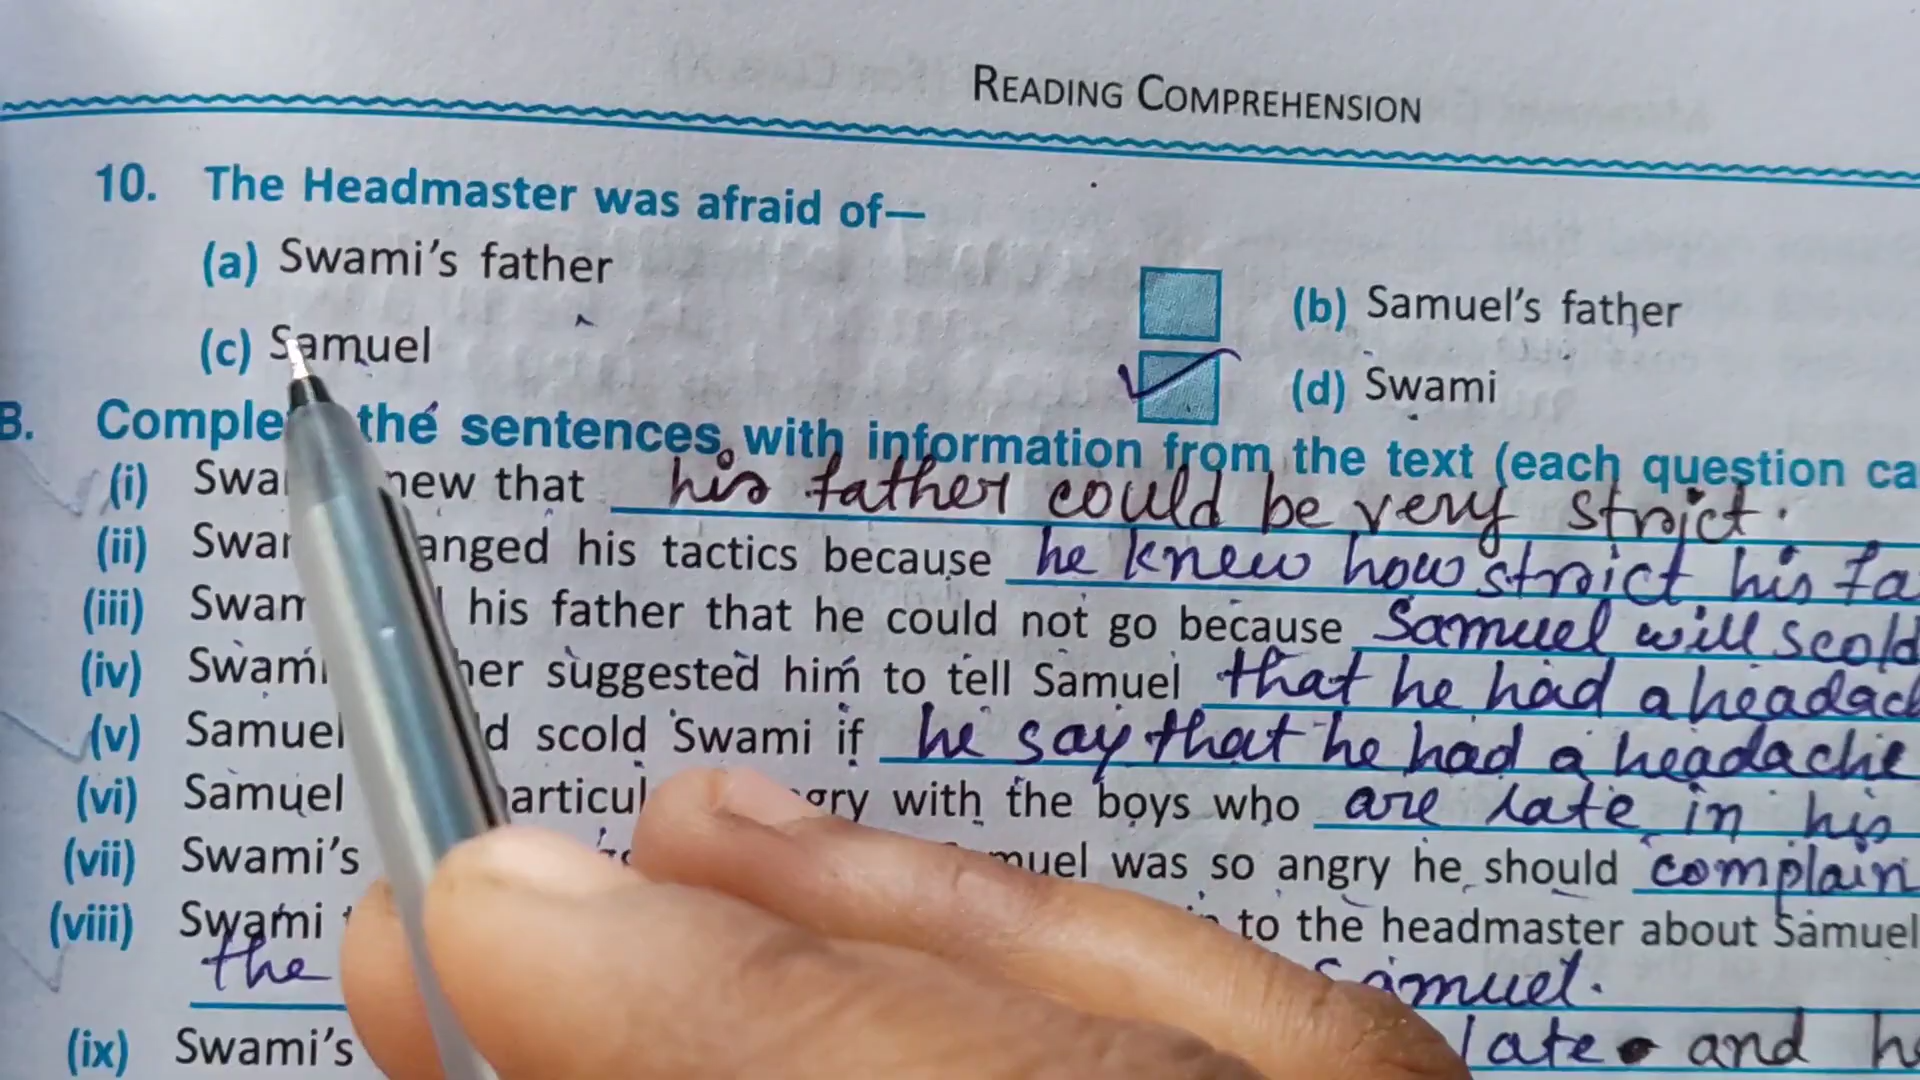 READING COMPREHENSION
10. The Headmaster was afraid of—
(a) Swami's father
(b) Samuel's father
(c) Samuel
(d) Swami
B. Comple the sentences with information from the text (each question ca
(i) Swa new that his father could be very strict.
(ii) Swa anged his tactics because he knew how strict his fa
(iii) Swam his father that he could not go because Samuel will scold
(iv) Swami her suggested him to tell Samuel that he had a headac
(v) Samuel d scold Swami if he say that he had a headache
(vi) Samuel articul gry with the boys who are late in his
(vii) Swami's muel was so angry he should complain
(viii) Swami to the headmaster about Samuel
the Samuel.
(ix) Swami's late and h